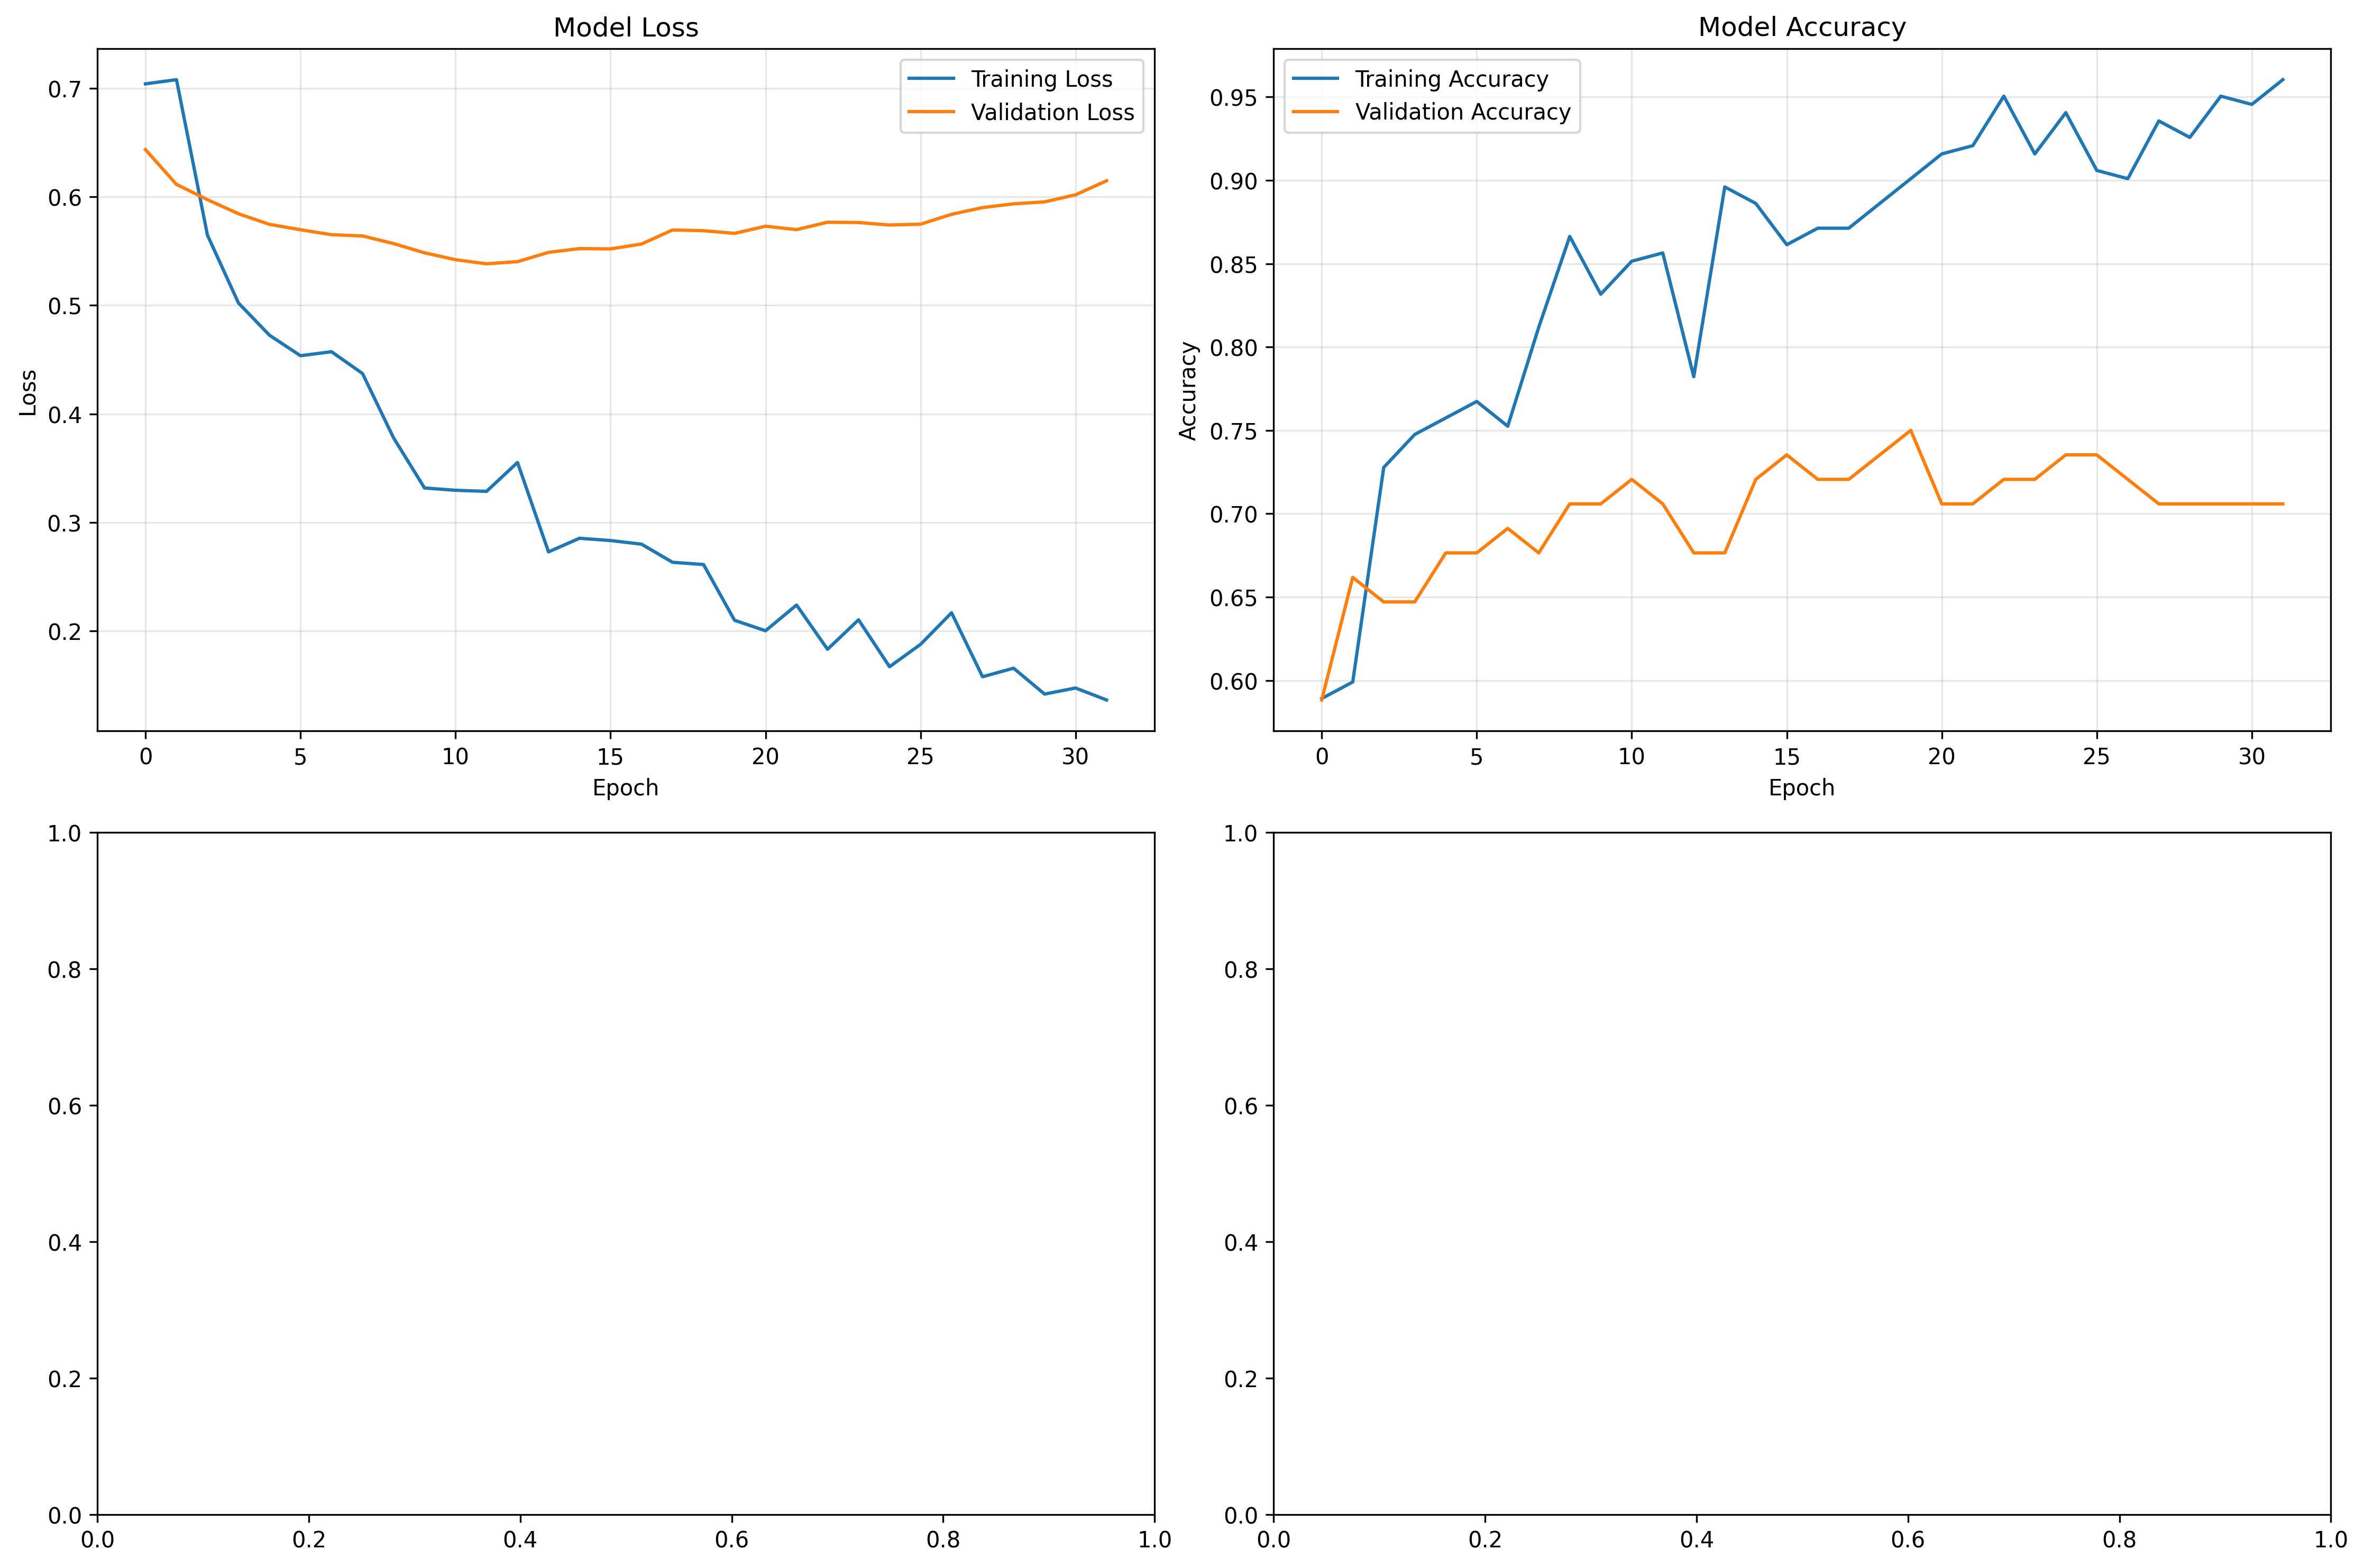 Model Loss
Training Loss
Validation Loss
0.7
0.6
0.5
0.4
0.3
0.2
Loss
0 5 10 15 20 25 30
Epoch
Model Accuracy
Training Accuracy
Validation Accuracy
0.95
0.90
0.85
0.80
0.75
0.70
0.65
0.60
Accuracy
0 5 10 15 20 25 30
Epoch
1.0
0.8
0.6
0.4
0.2
0.0
0.0 0.2 0.4 0.6 0.8 1.0
1.0
0.8
0.6
0.4
0.2
0.0
0.0 0.2 0.4 0.6 0.8 1.0